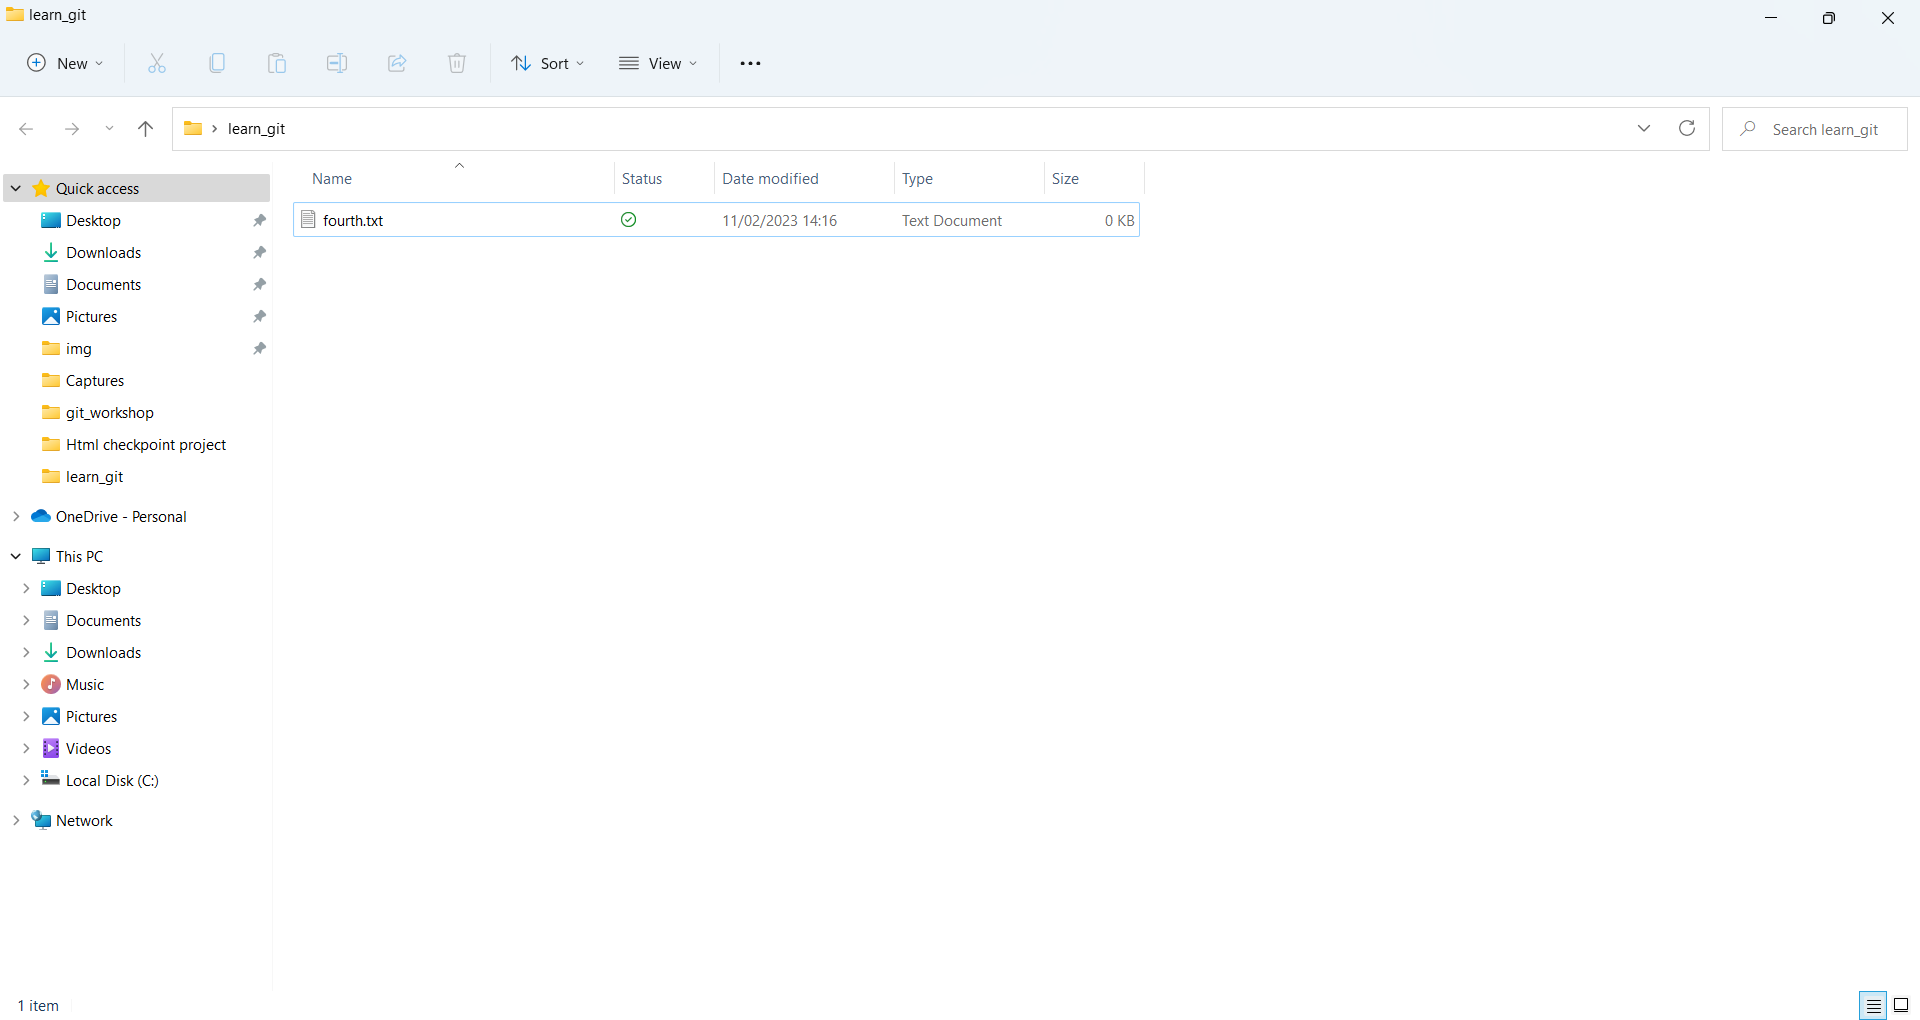 learn_git
New
Sort
View
learn_git
Search learn_git
Name Status Date modified Type Size
fourth.txt 11/02/2023 14:16 Text Document 0 KB
Quick access
Desktop
Downloads
Documents
Pictures
img
Captures
git_workshop
Html checkpoint project
learn_git
OneDrive - Personal
This PC
Desktop
Documents
Downloads
Music
Pictures
Videos
Local Disk (C:)
Network
1 item